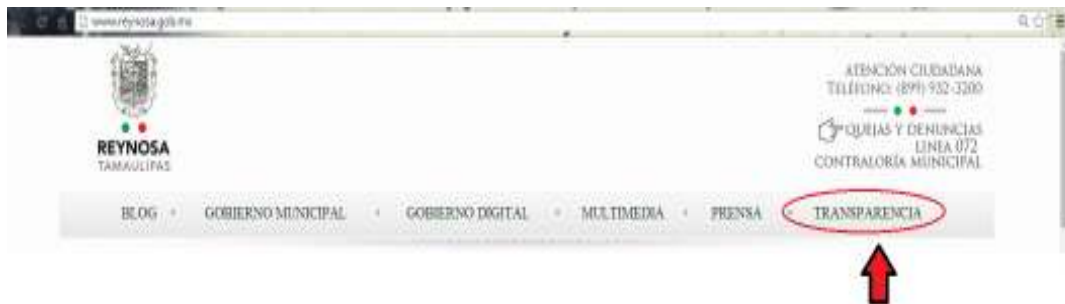 www.reynosa.gob.mx
ATENCIÓN CIUDADANA
TELÉFONO: (899) 932-3200
QUEJAS Y DENUNCIAS
LINEA 072
CONTRALORÍA MUNICIPAL
REYNOSA
TAMAULIPAS
BLOG
GOBIERNO MUNICIPAL
GOBIERNO DIGITAL
MULTIMEDIA
PRENSA
TRANSPARENCIA